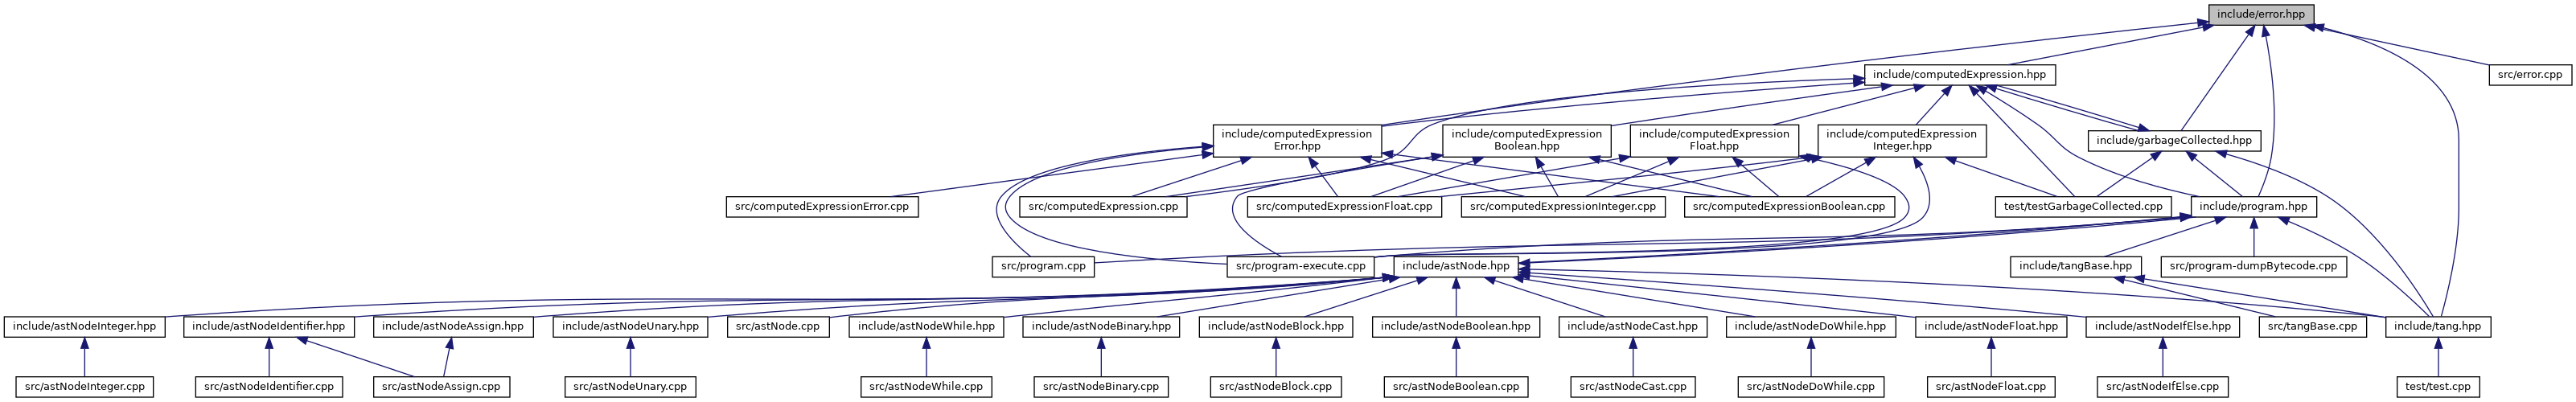 include/error.hpp
include/computedExpression.hpp
src/error.cpp
include/computedExpression
Error.hpp
include/computedExpression
Boolean.hpp
include/computedExpression
Float.hpp
include/computedExpression
Integer.hpp
include/garbageCollected.hpp
src/computedExpressionError.cpp
src/computedExpression.cpp
src/computedExpressionFloat.cpp
src/computedExpressionInteger.cpp
src/computedExpressionBoolean.cpp
test/testGarbageCollected.cpp
include/program.hpp
src/program.cpp
src/program-execute.cpp
include/astNode.hpp
include/tangBase.hpp
src/program-dumpBytecode.cpp
include/astNodeInteger.hpp
include/astNodeIdentifier.hpp
include/astNodeAssign.hpp
include/astNodeUnary.hpp
src/astNode.cpp
include/astNodeWhile.hpp
include/astNodeBinary.hpp
include/astNodeBlock.hpp
include/astNodeBoolean.hpp
include/astNodeCast.hpp
include/astNodeDoWhile.hpp
include/astNodeFloat.hpp
include/astNodeIfElse.hpp
src/tangBase.cpp
include/tang.hpp
src/astNodeInteger.cpp
src/astNodeIdentifier.cpp
src/astNodeAssign.cpp
src/astNodeUnary.cpp
src/astNodeWhile.cpp
src/astNodeBinary.cpp
src/astNodeBlock.cpp
src/astNodeBoolean.cpp
src/astNodeCast.cpp
src/astNodeDoWhile.cpp
src/astNodeFloat.cpp
src/astNodeIfElse.cpp
test/test.cpp